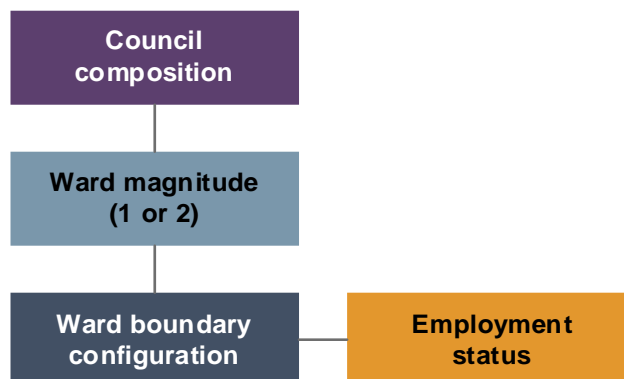 Council
composition
Ward magnitude
(1 or 2)
Ward boundary
configuration
Employment
status